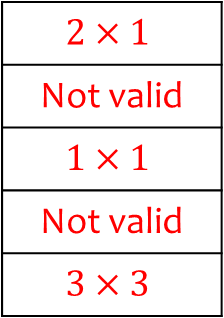 2 × 1
Not valid
1 × 1
Not valid
3 × 3